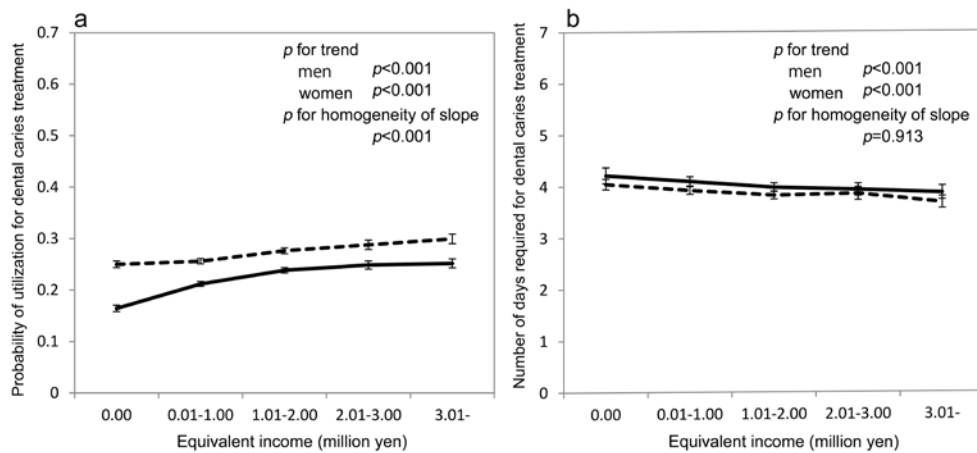 a
p for trend
men p<0.001
women p<0.001
p for homogeneity of slope
p<0.001
Probability of utilization for dental caries treatment
0.7
0.6
0.5
0.4
0.3
0.2
0.1
0
0.00 0.01-1.00 1.01-2.00 2.01-3.00 3.01-
Equivalent income (million yen)
b
p for trend
men p<0.001
women p<0.001
p for homogeneity of slope
p=0.913
Number of days required for dental caries treatment
7
6
5
4
3
2
1
0
0.00 0.01-1.00 1.01-2.00 2.01-3.00 3.01-
Equivalent income (million yen)